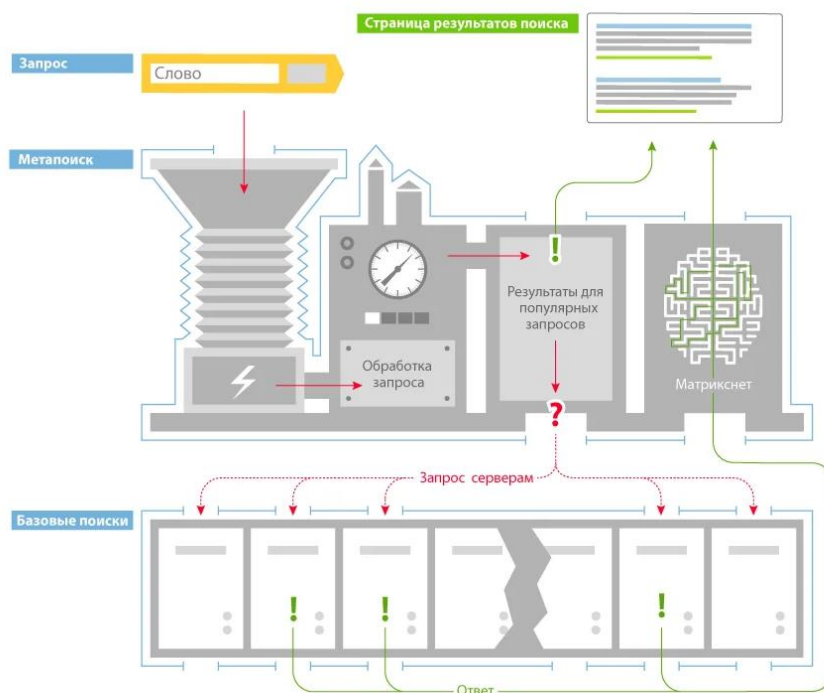 Страница результатов поиска
Запрос
Слово
Метапоиск
!
Результаты для
популярных
запросов
Обработка
запроса
Матрикснет
?
Запрос серверам
Базовые поиски
! ! !
Ответ